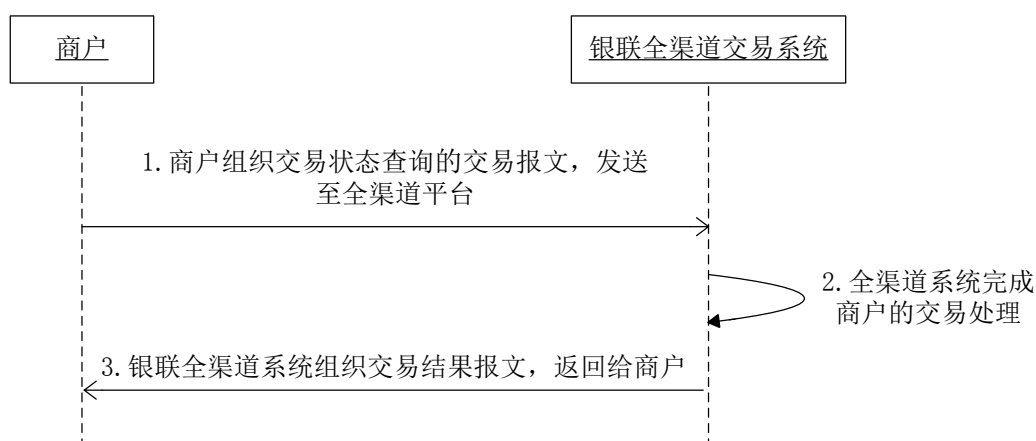 商户
银联全渠道交易系统
1.商户组织交易状态查询的交易报文，发送
至全渠道平台
2.全渠道系统完成
商户的交易处理
3.银联全渠道系统组织交易结果报文，返回给商户